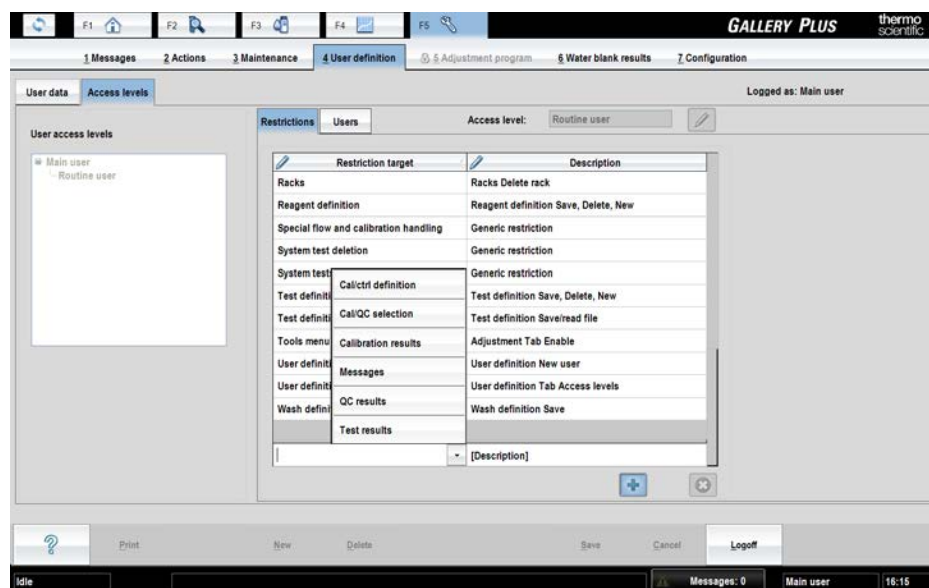 F1 F2 F3 F4 F5 GALLERY PLUS thermo scientific
1 Messages 2 Actions 3 Maintenance 4 User definition 5 Adjustment program 6 Water blank results 7 Configuration
User data Access levels Logged as: Main user
Restrictions Users Access level: Routine user
User access levels
Main user
Routine user
Restriction target Description
Racks Racks Delete rack
Reagent definition Reagent definition Save, Delete, New
Special flow and calibration handling Generic restriction
System test deletion Generic restriction
System tests Generic restriction
Test definiti Test definition Save, Delete, New
Test definiti Test definition Save/read file
Tools menu Adjustment Tab Enable
User definiti User definition New user
User definiti User definition Tab Access levels
Wash defini Wash definition Save
Cal/ctrl definition
Cal/QC selection
Calibration results
Messages
QC results
Test results
[Description]
? Print New Delete Save Cancel Logoff
Idle Messages: 0 Main user 16:15